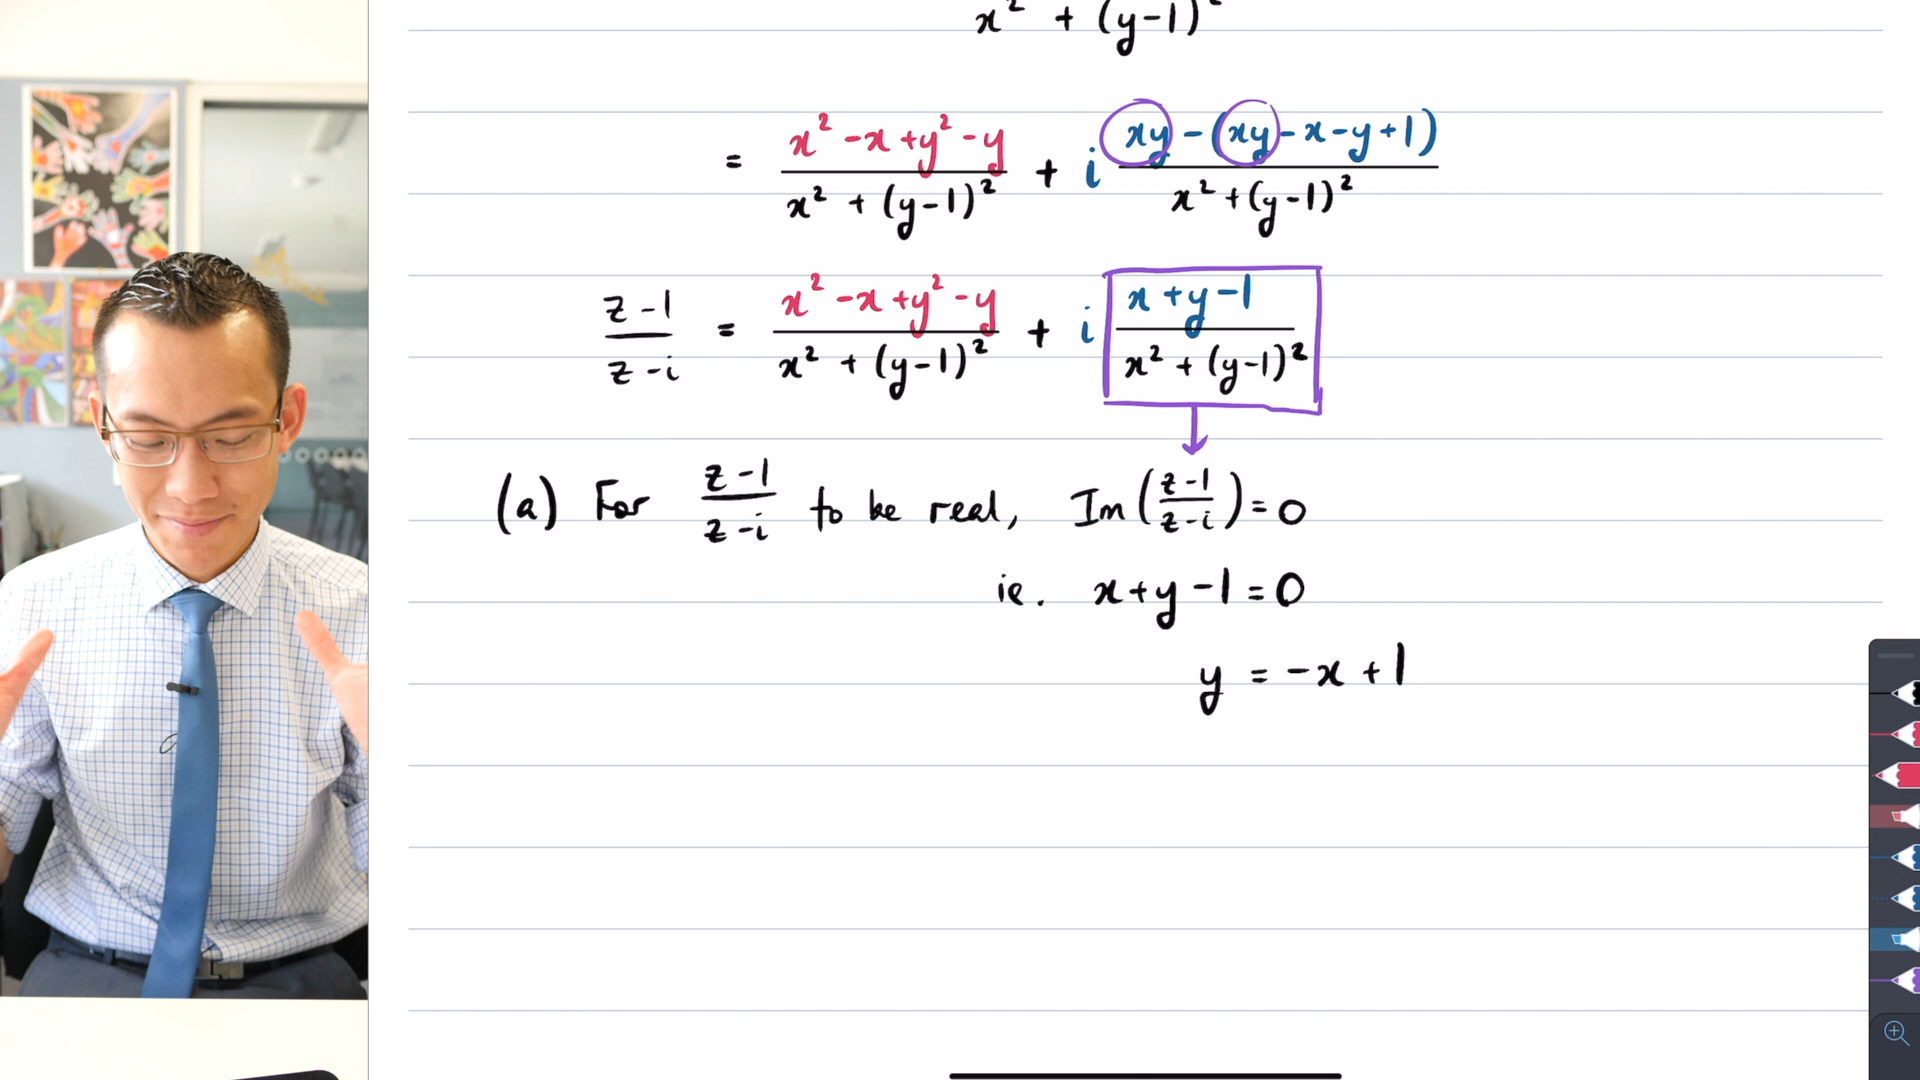 x² + (y-1)²
= x² - x + y² - y / x² + (y-1)² + i xy - (xy - x - y + 1) / x² + (y-1)²
z-1 / z-i = x² - x + y² - y / x² + (y-1)² + i x + y - 1 / x² + (y-1)²
(a) For z-1 / z-i to be real, Im (z-1 / z-i) = 0
ie. x + y - 1 = 0
y = -x + 1